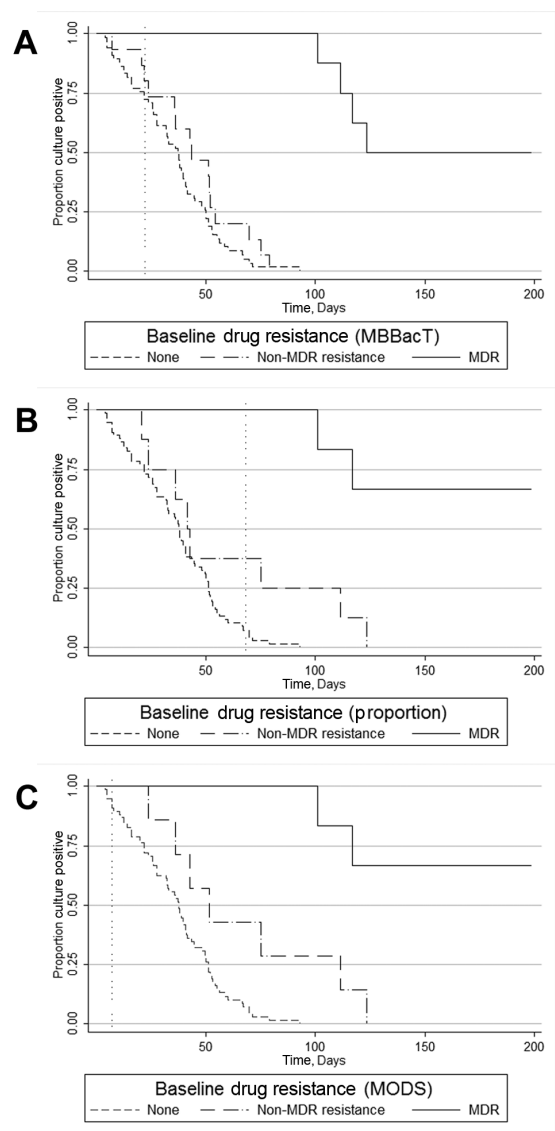 A
Proportion culture positive
1.00
0.75
0.50
0.25
0.00
50 100 150 200
Time, Days
Baseline drug resistance (MBBacT)
None Non-MDR resistance MDR
B
Proportion culture positive
1.00
0.75
0.50
0.25
0.00
50 100 150 200
Time, Days
Baseline drug resistance (proportion)
None Non-MDR resistance MDR
C
Proportion culture positive
1.00
0.75
0.50
0.25
0.00
50 100 150 200
Time, Days
Baseline drug resistance (MODS)
None Non-MDR resistance MDR